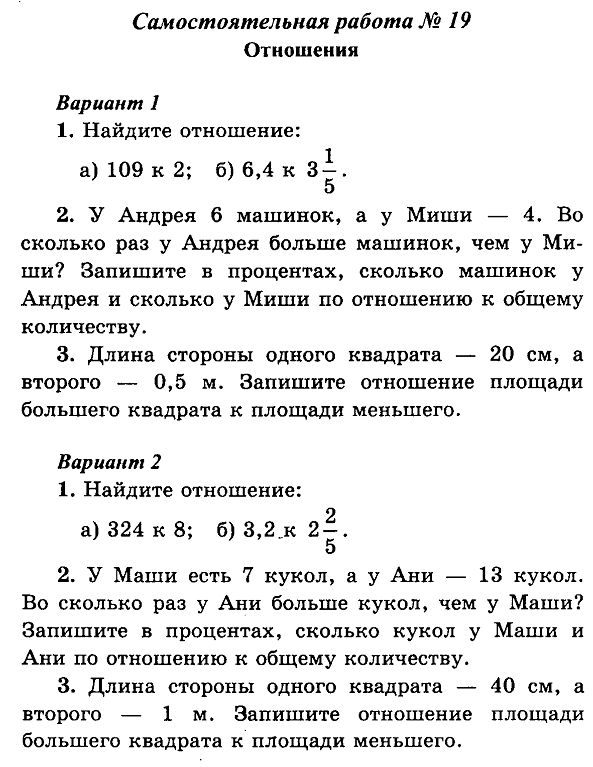 Самостоятельная работа № 19
Отношения
Вариант 1
1. Найдите отношение:
а) 109 к 2; б) 6,4 к 3 1/5.
2. У Андрея 6 машинок, а у Миши — 4. Во
сколько раз у Андрея больше машинок, чем у Ми-
ши? Запишите в процентах, сколько машинок у
Андрея и сколько у Миши по отношению к общему
количеству.
3. Длина стороны одного квадрата — 20 см, а
второго — 0,5 м. Запишите отношение площади
большего квадрата к площади меньшего.
Вариант 2
1. Найдите отношение:
а) 324 к 8; б) 3,2 к 2 2/5.
2. У Маши есть 7 кукол, а у Ани — 13 кукол.
Во сколько раз у Ани больше кукол, чем у Маши?
Запишите в процентах, сколько кукол у Маши и
Ани по отношению к общему количеству.
3. Длина стороны одного квадрата — 40 см, а
второго — 1 м. Запишите отношение площади
большего квадрата к площади меньшего.